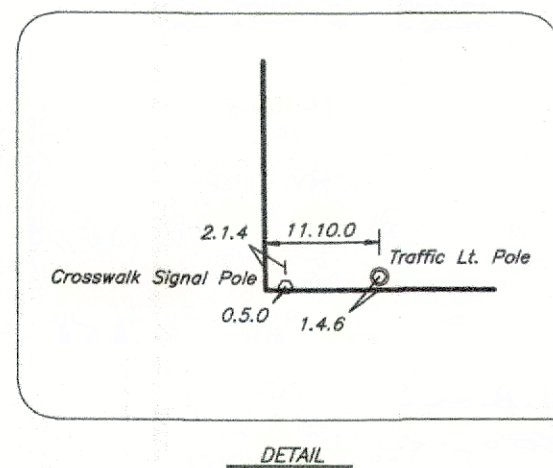 2.1.4
11.10.0
Traffic Lt. Pole
Crosswalk Signal Pole
0.5.0
1.4.6
DETAIL